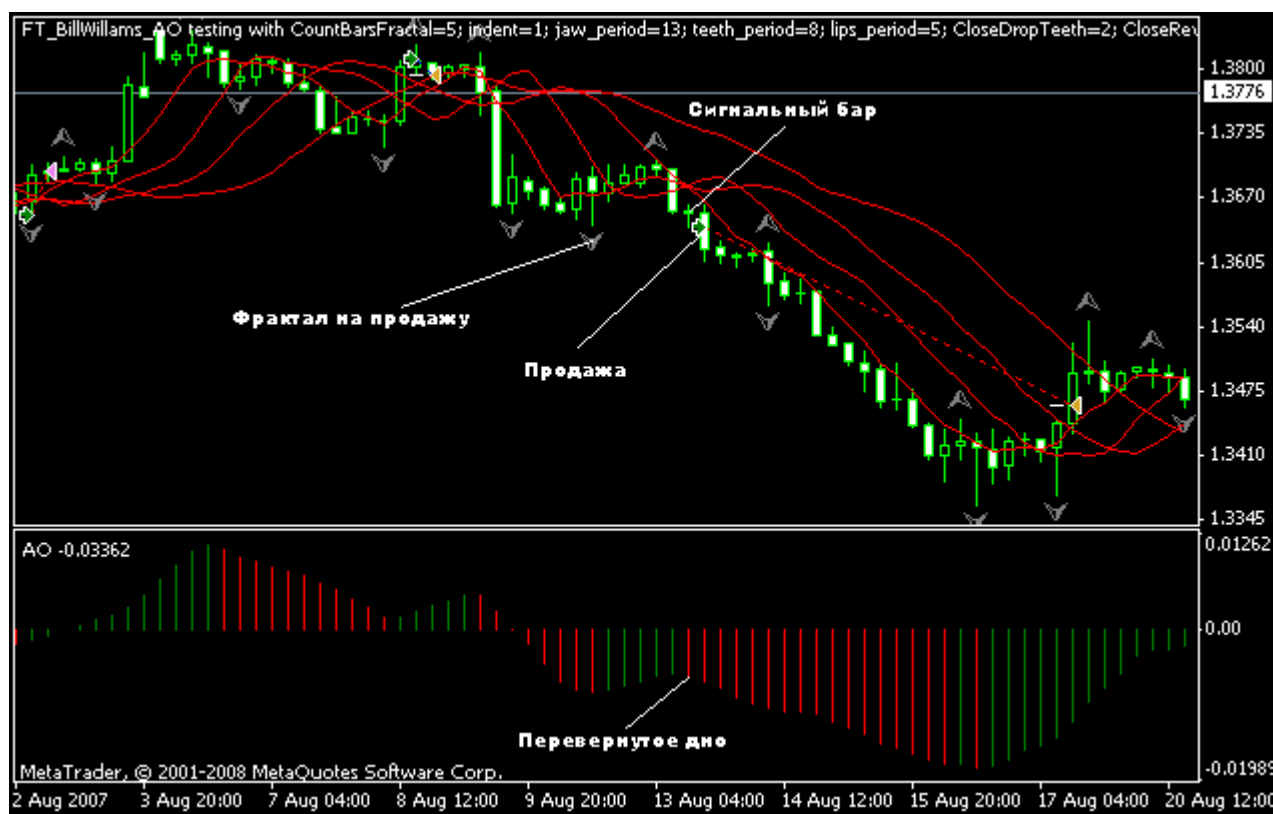 FT_BillWillams_AO testing with CountBarsFractal=5; indent=1; jaw_period=13; teeth_period=8; lips_period=5; CloseDropTeeth=2; CloseRev
1.3800
1.3776
Сигнальный бар
1.3735
1.3670
1.3605
Фрактал на продажу
1.3540
Продажа
1.3475
1.3410
1.3345
AO -0.03362
0.01262
0.00
Перевернутое дно
MetaTrader, © 2001-2008 MetaQuotes Software Corp.
-0.01989
2 Aug 2007 3 Aug 20:00 7 Aug 04:00 8 Aug 12:00 9 Aug 20:00 13 Aug 04:00 14 Aug 12:00 15 Aug 20:00 17 Aug 04:00 20 Aug 12:00